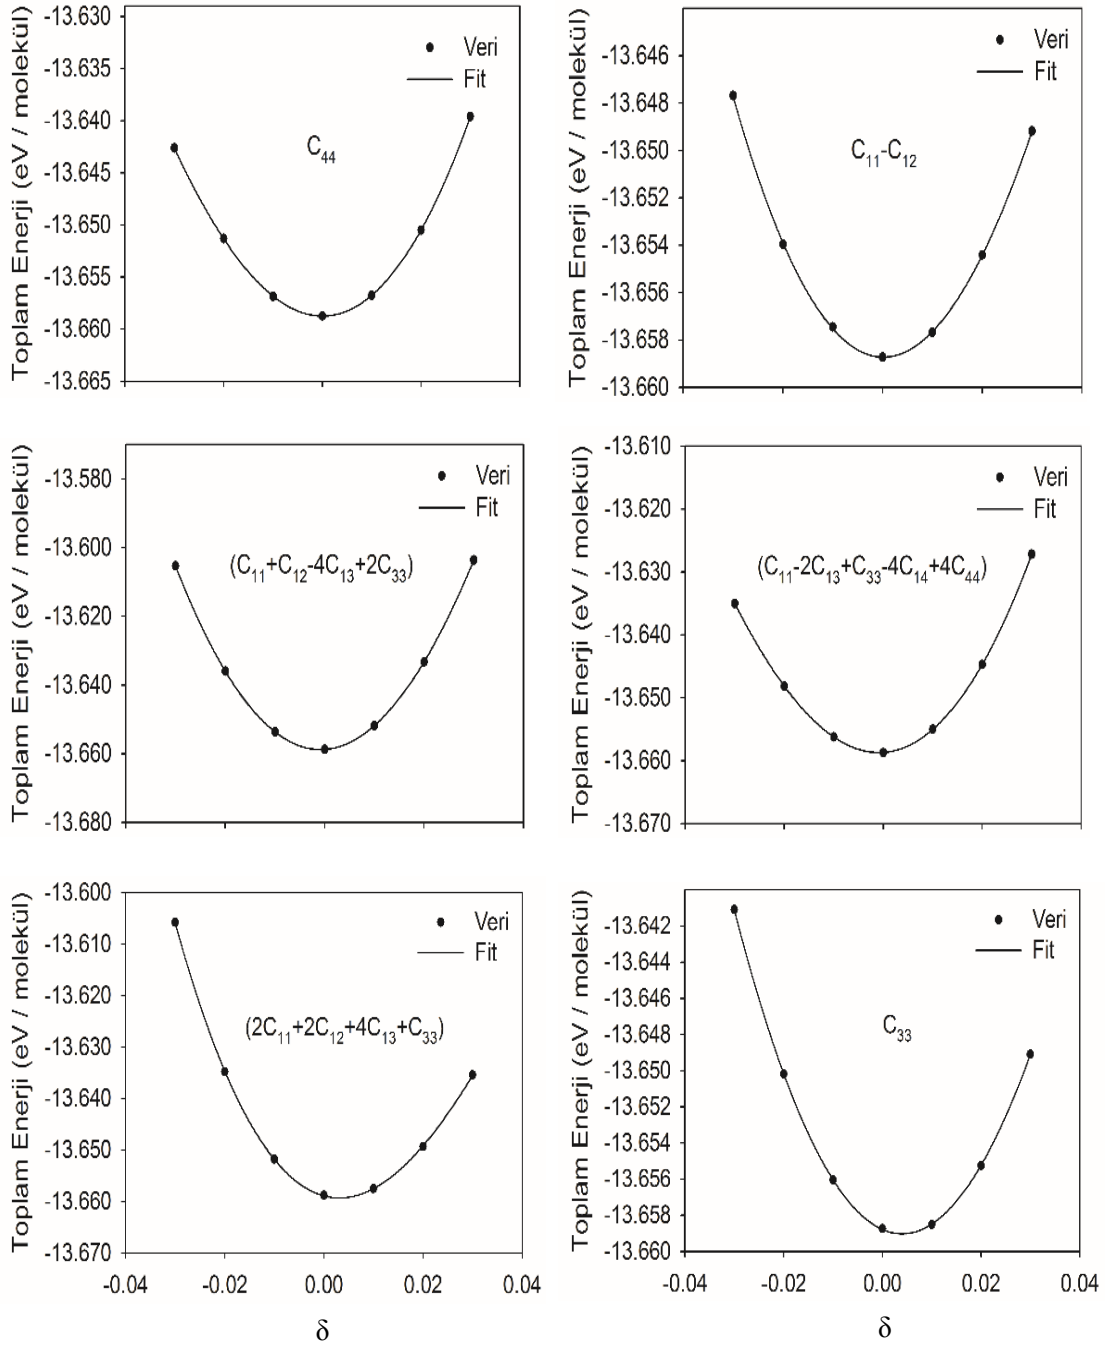 Toplam Enerji (eV / molekül)
-13.630
-13.635
-13.640
-13.645
-13.650
-13.655
-13.660
-13.665
Veri
Fit
C44
Toplam Enerji (eV / molekül)
-13.646
-13.648
-13.650
-13.652
-13.654
-13.656
-13.658
-13.660
Veri
Fit
C11-C12
Toplam Enerji (eV / molekül)
-13.580
-13.600
-13.620
-13.640
-13.660
-13.680
Veri
Fit
(C11+C12-4C13+2C33)
Toplam Enerji (eV / molekül)
-13.610
-13.620
-13.630
-13.640
-13.650
-13.660
-13.670
Veri
Fit
(C11-2C13+C33-4C14+4C44)
Toplam Enerji (eV / molekül)
-13.600
-13.610
-13.620
-13.630
-13.640
-13.650
-13.660
-13.670
Veri
Fit
(2C11+2C12+4C13+C33)
-0.04 -0.02 0.00 0.02 0.04
δ
Toplam Enerji (eV / molekül)
-13.642
-13.644
-13.646
-13.648
-13.650
-13.652
-13.654
-13.656
-13.658
-13.660
Veri
Fit
C33
-0.04 -0.02 0.00 0.02 0.04
δ